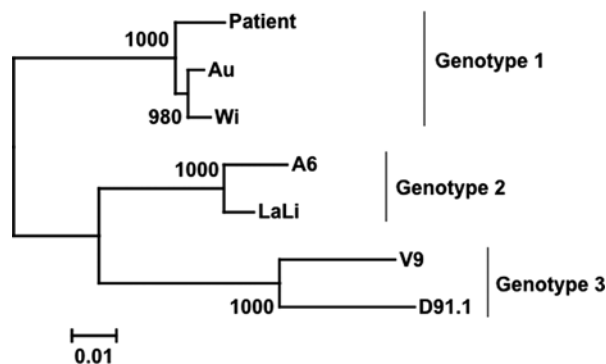 Patient
1000
Au
Genotype 1
980
Wi
1000
A6
Genotype 2
LaLi
V9
Genotype 3
1000
D91.1
0.01